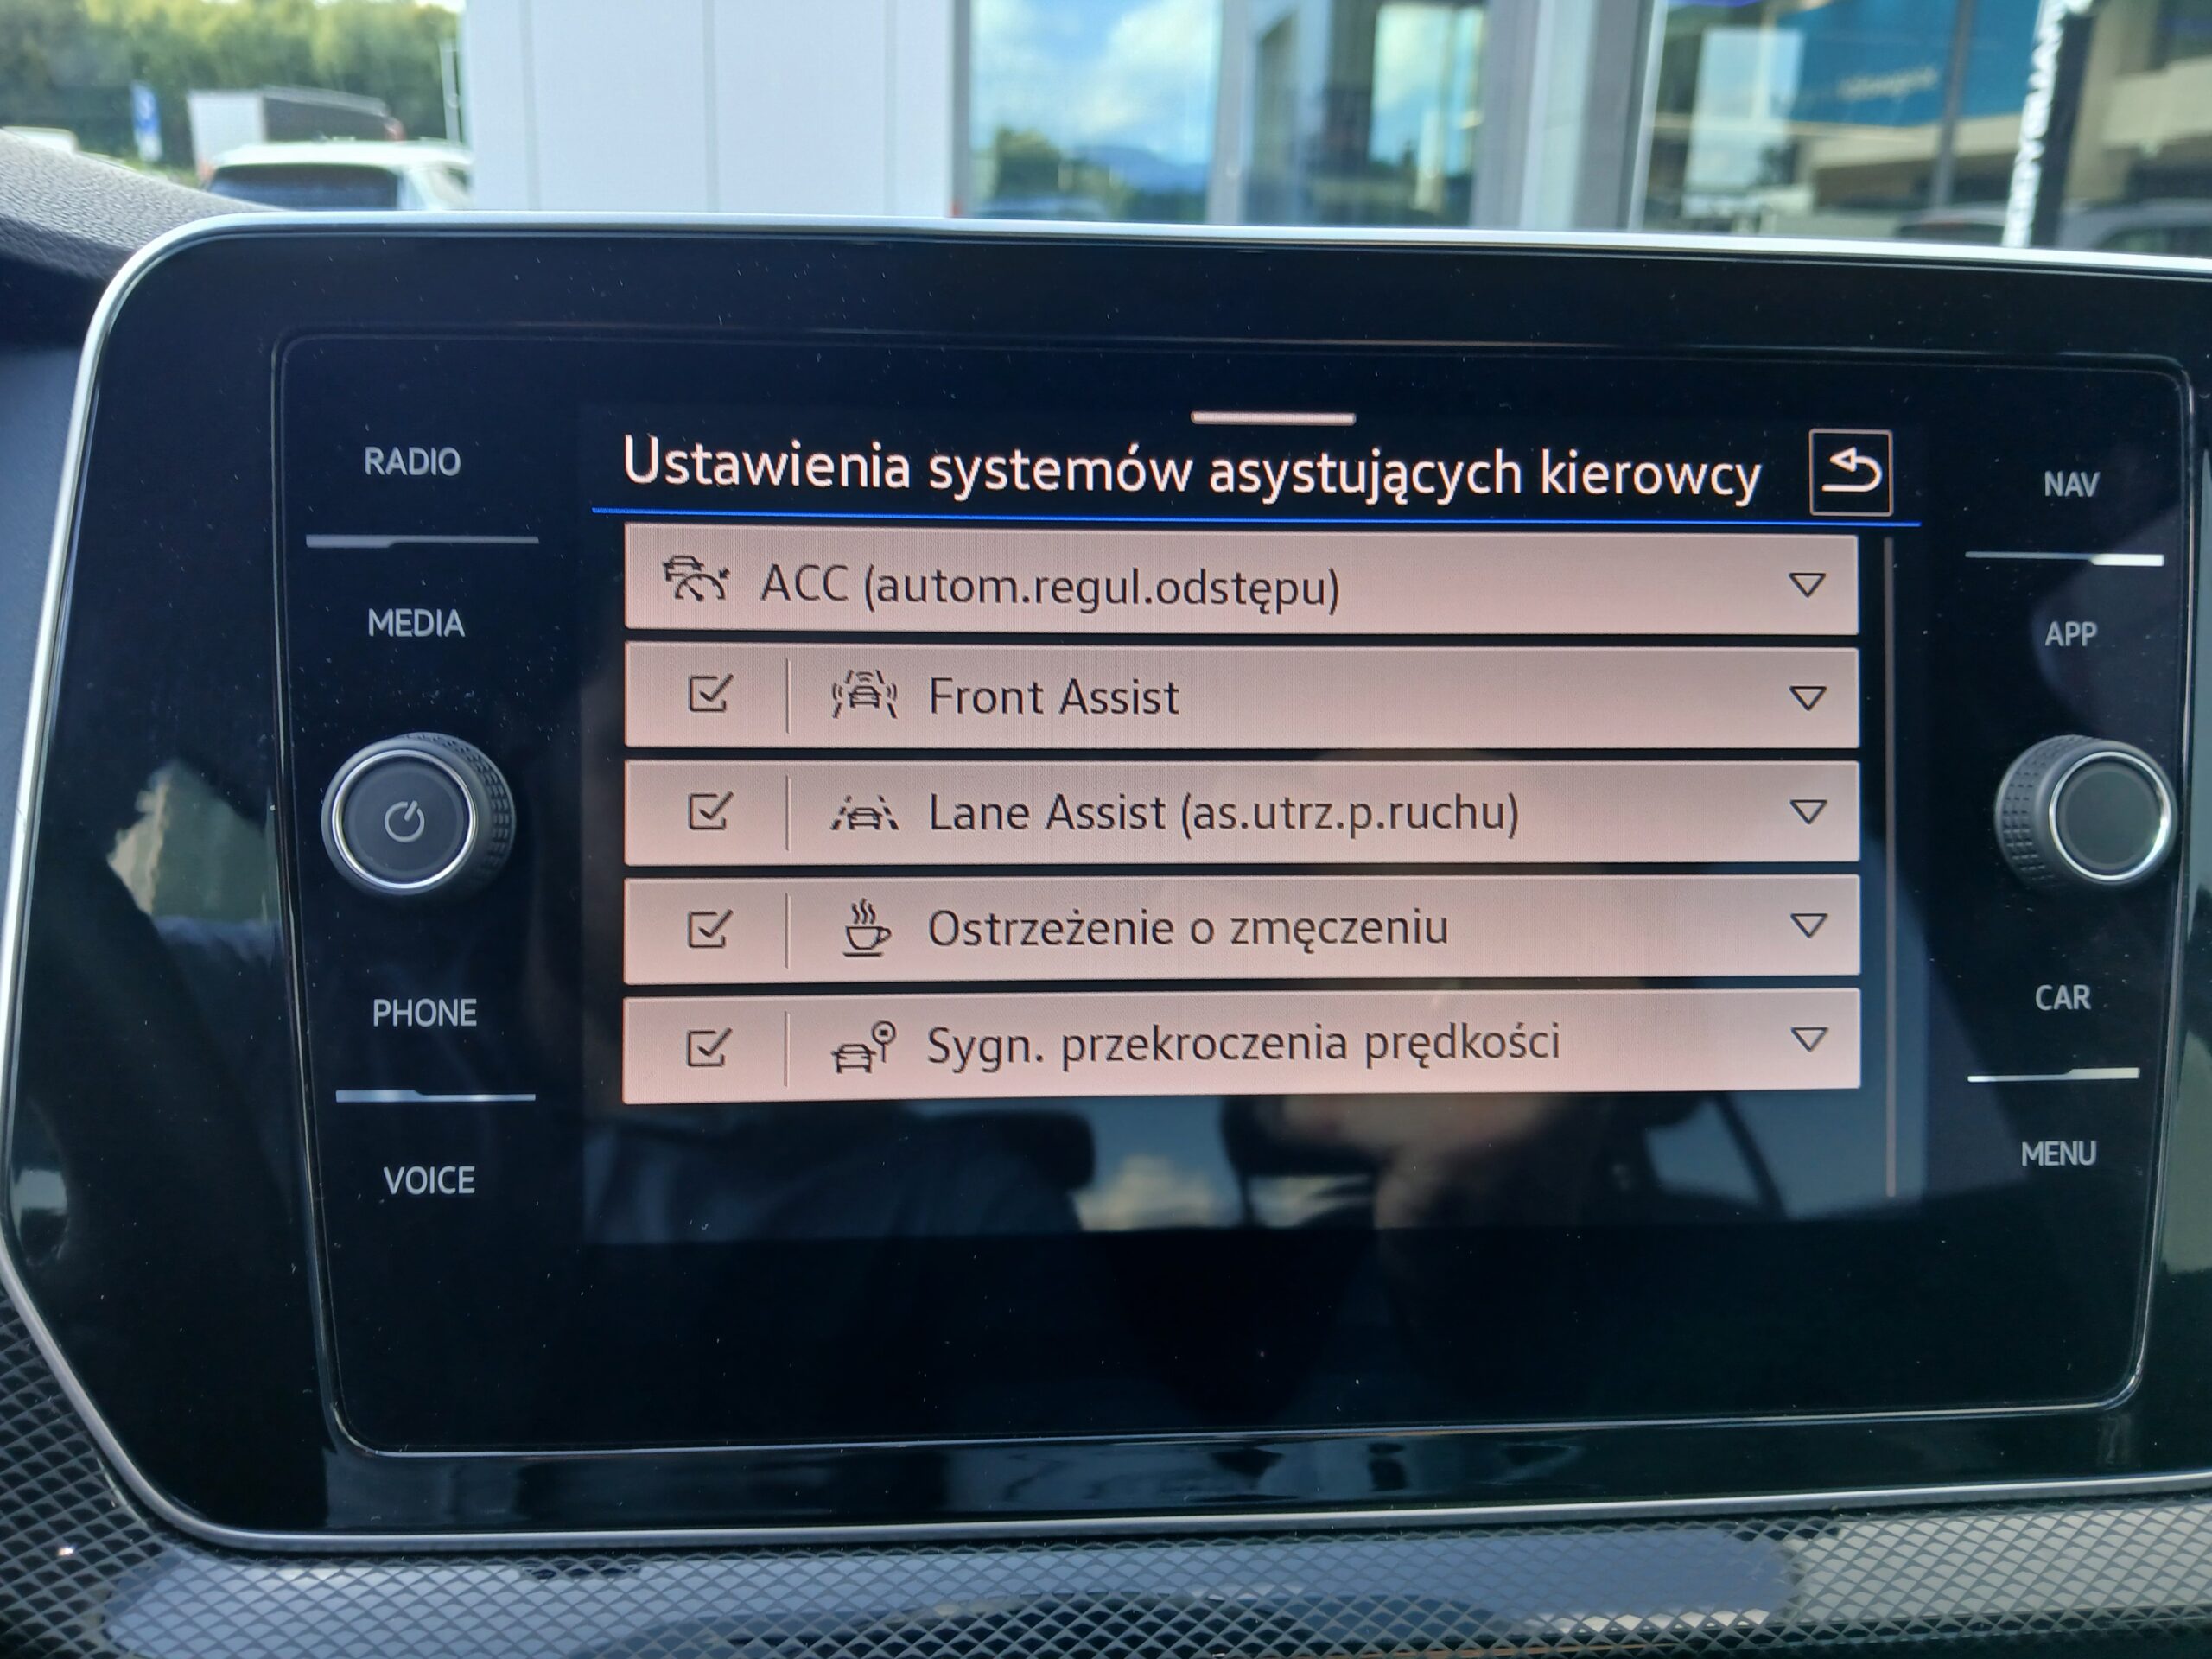 RADIO
MEDIA
PHONE
VOICE
Ustawienia systemów asystujących kierowcy
ACC (autom.regul.odstępu)
Front Assist
Lane Assist (as.utrz.p.ruchu)
Ostrzeżenie o zmęczeniu
Sygn. przekroczenia prędkości
NAV
APP
CAR
MENU